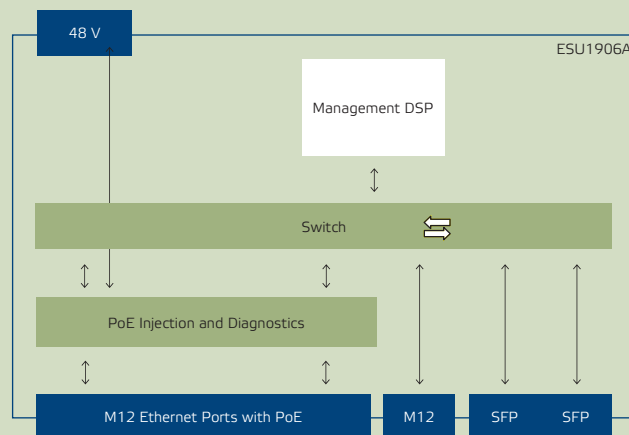 48 V
ESU1906A
Management DSP
Switch
PoE Injection and Diagnostics
M12 Ethernet Ports with PoE
M12
SFP
SFP